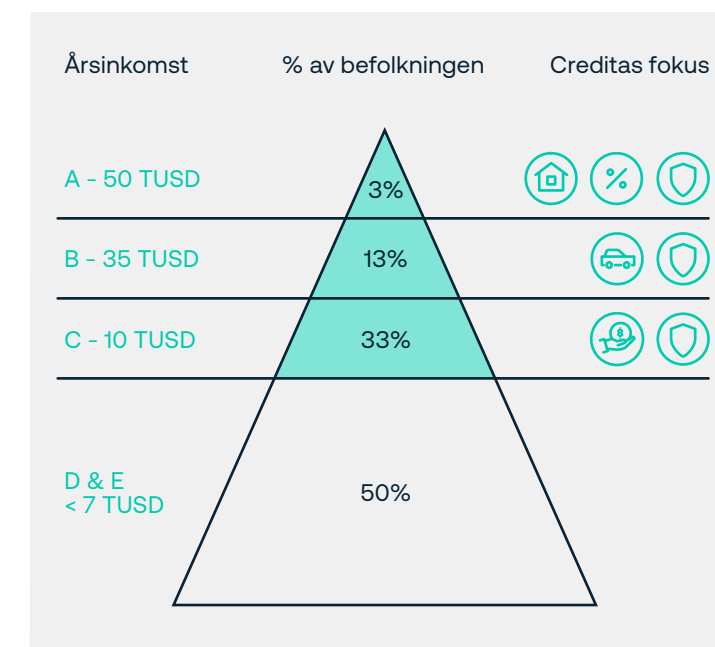 Årsinkomst % av befolkningen Creditas fokus
A - 50 TUSD 3% %
B - 35 TUSD 13%
C - 10 TUSD 33% $
D & E
< 7 TUSD 50%